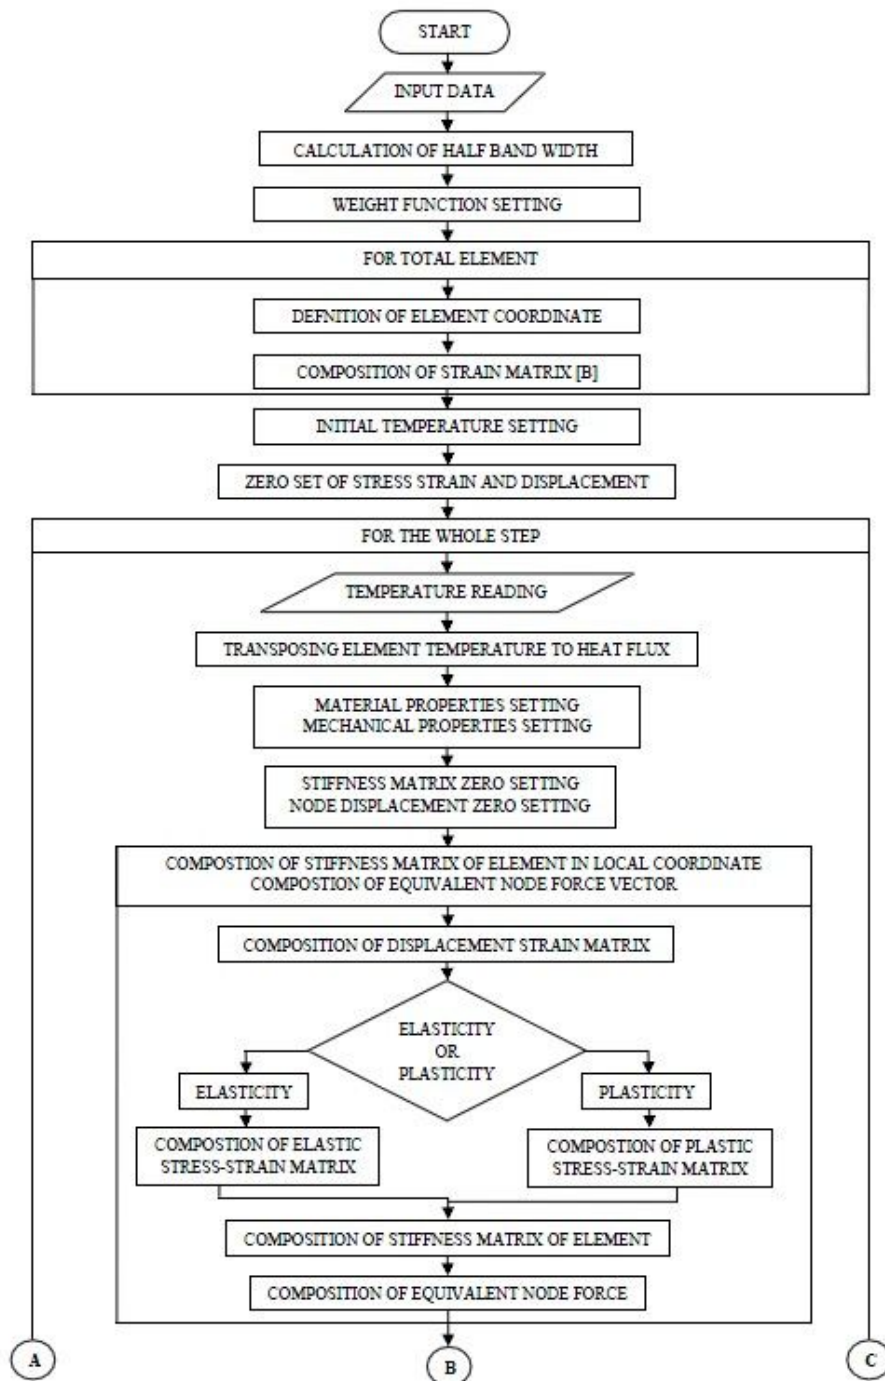 START
INPUT DATA
CALCULATION OF HALF BAND WIDTH
WEIGHT FUNCTION SETTING
FOR TOTAL ELEMENT
DEFNITION OF ELEMENT COORDINATE
COMPOSITION OF STRAIN MATRIX [B]
INITIAL TEMPERATURE SETTING
ZERO SET OF STRESS STRAIN AND DISPLACEMENT
FOR THE WHOLE STEP
TEMPERATURE READING
TRANSPOSING ELEMENT TEMPERATURE TO HEAT FLUX
MATERIAL PROPERTIES SETTING
MECHANICAL PROPERTIES SETTING
STIFFNESS MATRIX ZERO SETTING
NODE DISPLACEMENT ZERO SETTING
COMPOSTION OF STIFFNESS MATRIX OF ELEMENT IN LOCAL COORDINATE
COMPOSTION OF EQUIVALENT NODE FORCE VECTOR
COMPOSITION OF DISPLACEMENT STRAIN MATRIX
ELASTICITY
OR
PLASTICITY
ELASTICITY
PLASTICITY
COMPOSTION OF ELASTIC
STRESS-STRAIN MATRIX
COMPOSTION OF PLASTIC
STRESS-STRAIN MATRIX
COMPOSITION OF STIFFNESS MATRIX OF ELEMENT
COMPOSITION OF EQUIVALENT NODE FORCE
A
B
C